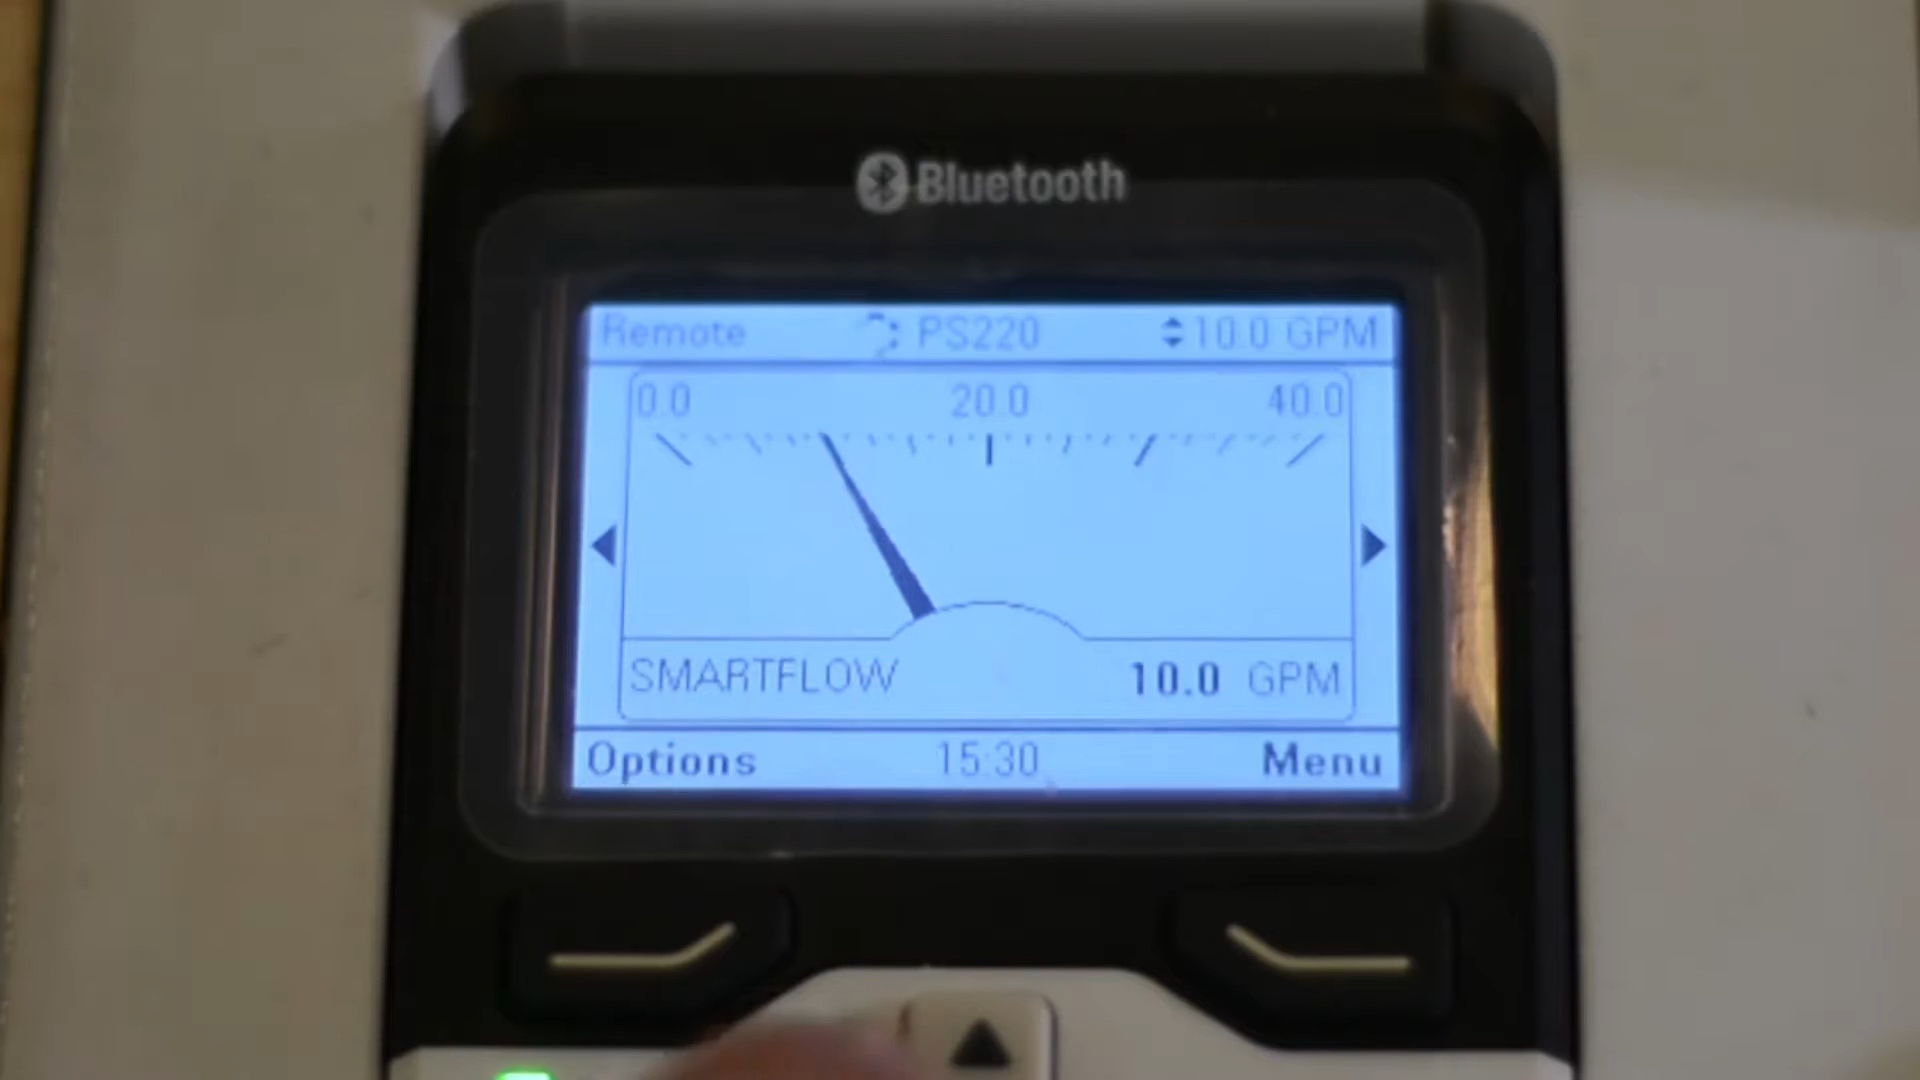 Bluetooth
Remote PS220 10.0 GPM
0.0 20.0 40.0
SMARTFLOW 10.0 GPM
Options 15:30 Menu